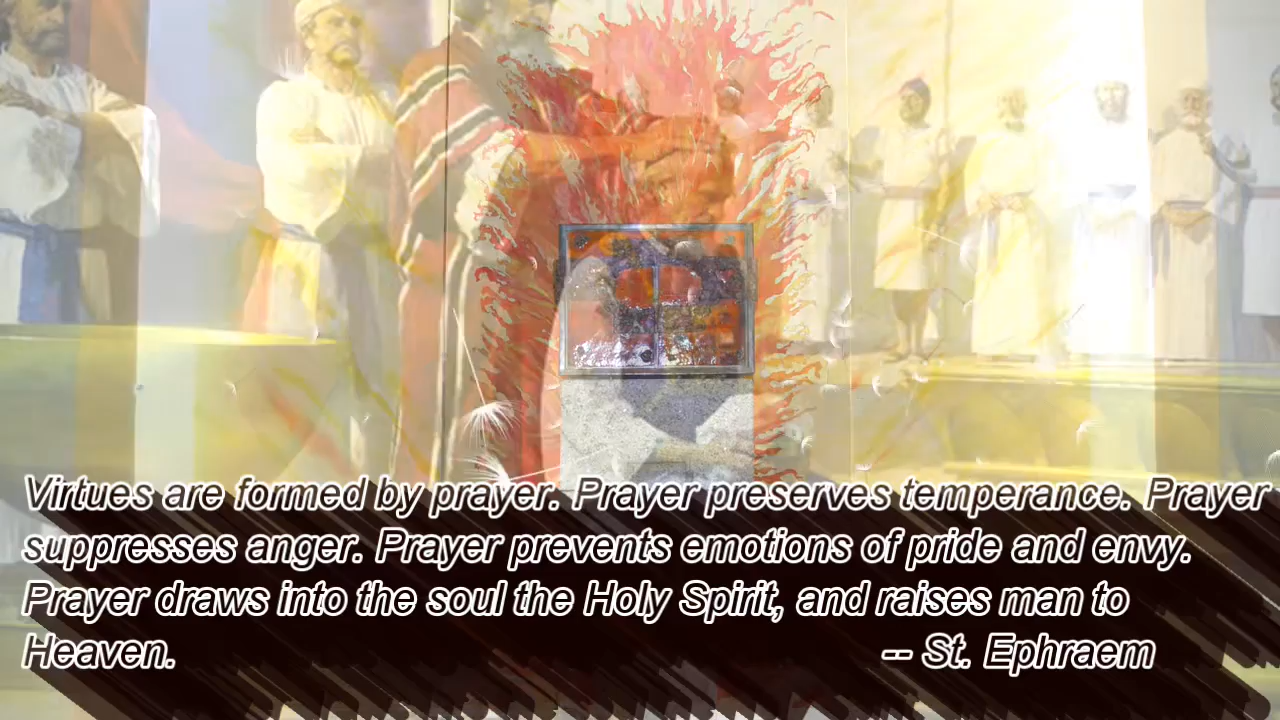 Virtues are formed by prayer. Prayer preserves temperance. Prayer
suppresses anger. Prayer prevents emotions of pride and envy.
Prayer draws into the soul the Holy Spirit, and raises man to
Heaven. -- St. Ephraem